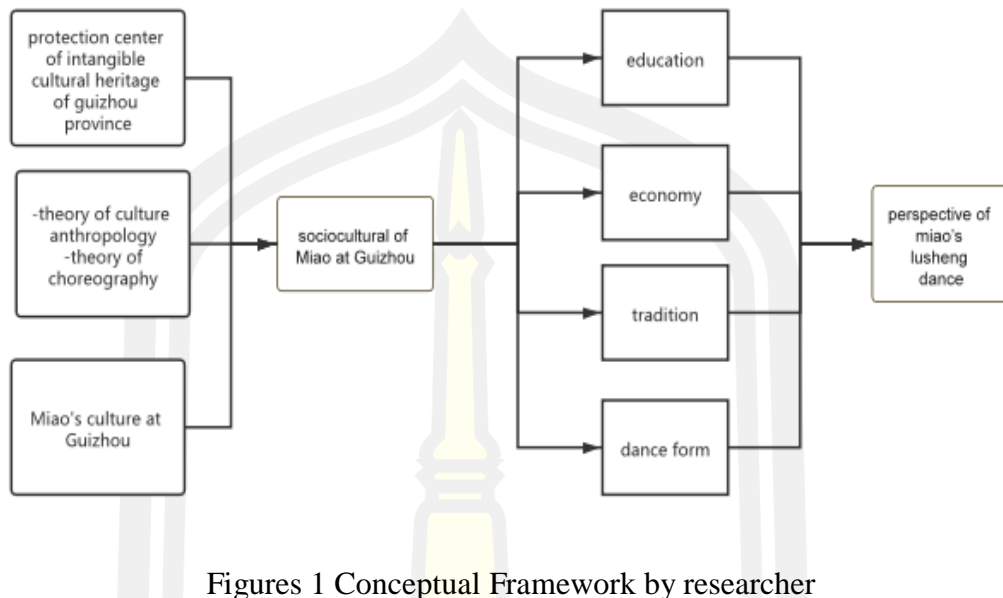 protection center
of intangible
cultural heritage
of guizhou
province
-theory of culture
anthropology
-theory of
choreography
Miao's culture at
Guizhou
sociocultural of
Miao at Guizhou
education
economy
tradition
dance form
perspective of
miao's
lusheng
dance
Figures 1 Conceptual Framework by researcher